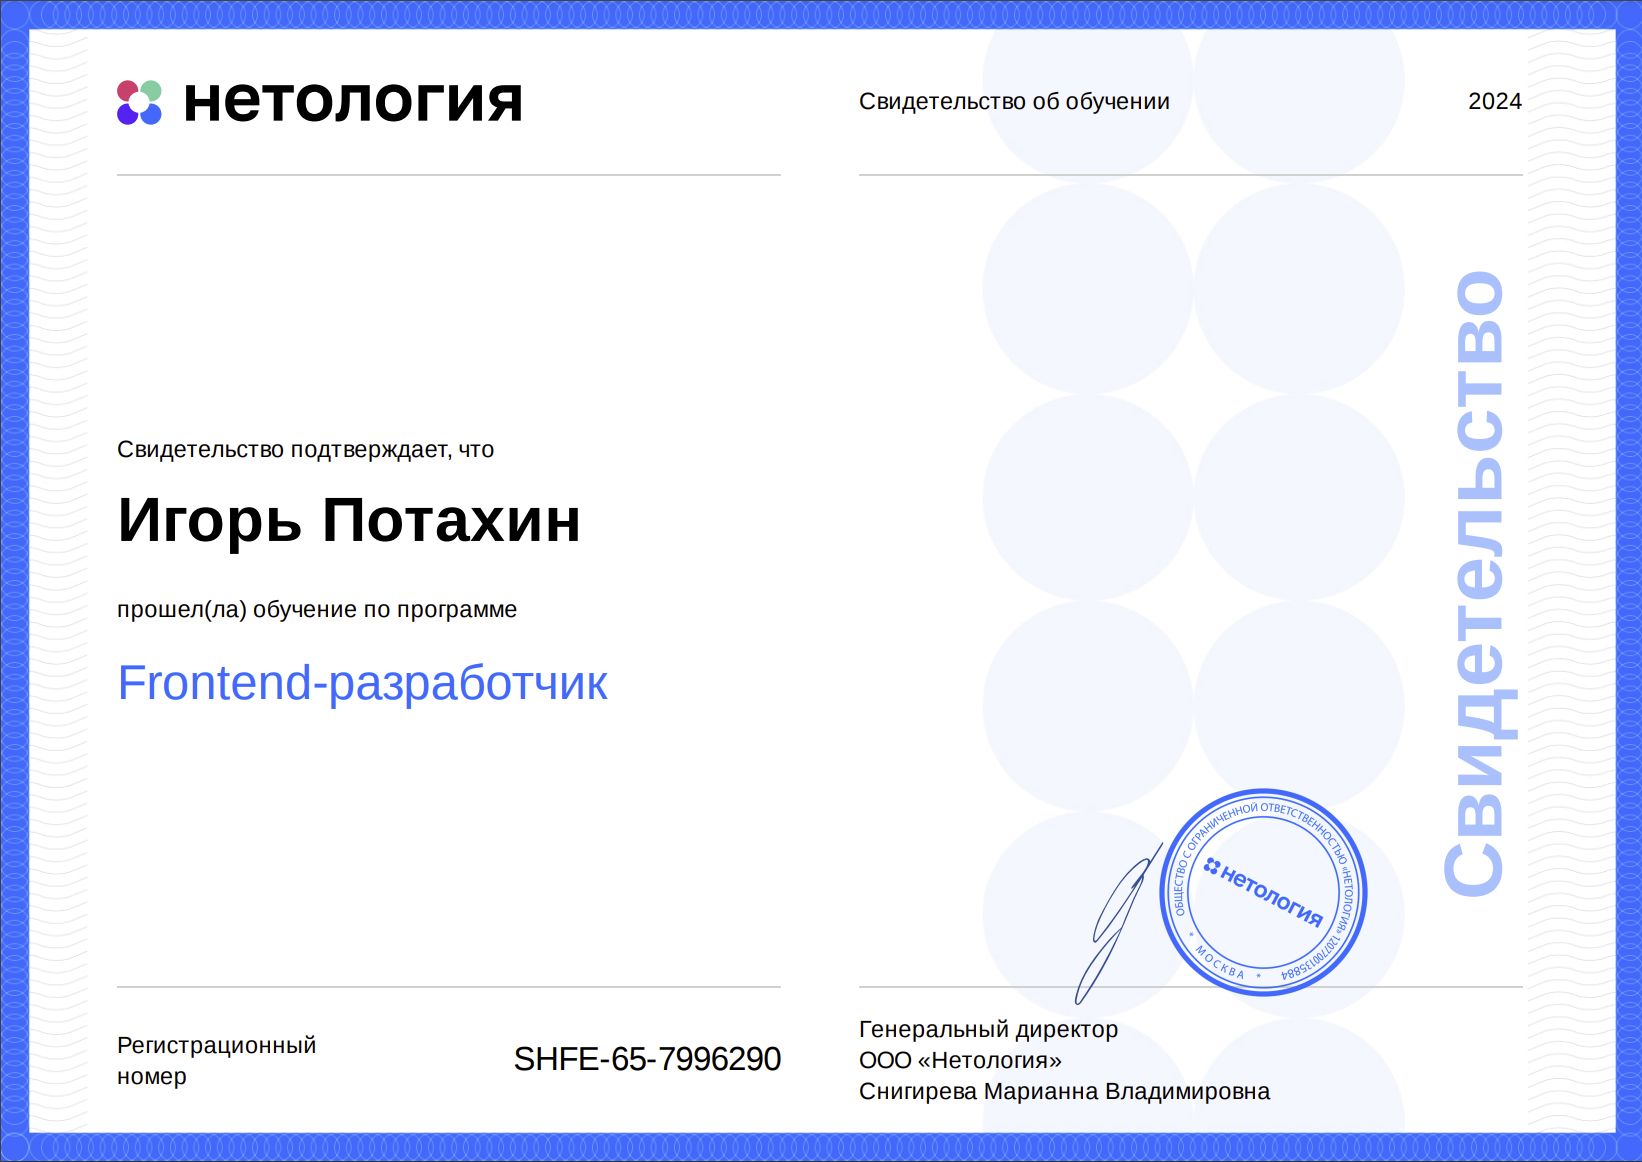 нетология
Свидетельство об обучении
2024
Свидетельство подтверждает, что
Игорь Потахин
прошел(ла) обучение по программе
Frontend-разработчик
Свидетельство
ОБЩЕСТВО С ОГРАНИЧЕННОЙ ОТВЕТСТВЕННОСТЬЮ «НЕТОЛОГИЯ» 1207700135884
* МОСКВА *
нетология
Регистрационный
номер
SHFE-65-7996290
Генеральный директор
ООО «Нетология»
Снигирева Марианна Владимировна